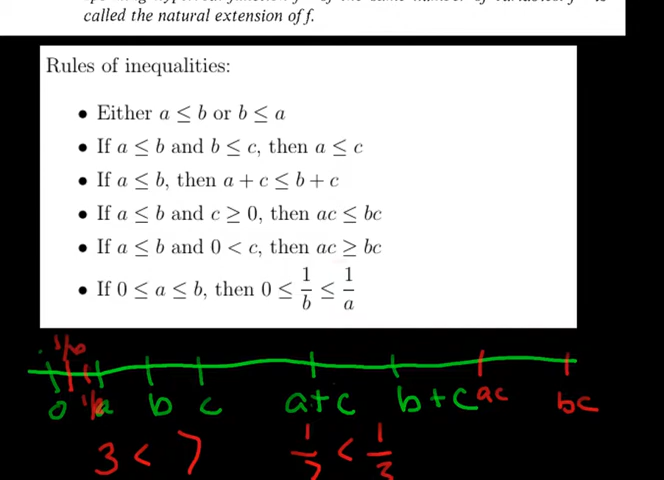 called the natural extension of f.
Rules of inequalities:
• Either a ≤ b or b ≤ a
• If a ≤ b and b ≤ c, then a ≤ c
• If a ≤ b, then a + c ≤ b + c
• If a ≤ b and c ≥ 0, then ac ≤ bc
• If a ≤ b and 0 < c, then ac ≥ bc
• If 0 ≤ a ≤ b, then 0 ≤ 1/b ≤ 1/a
0 a b c a+c b+c ac bc
3 < 7 1/7 < 1/3